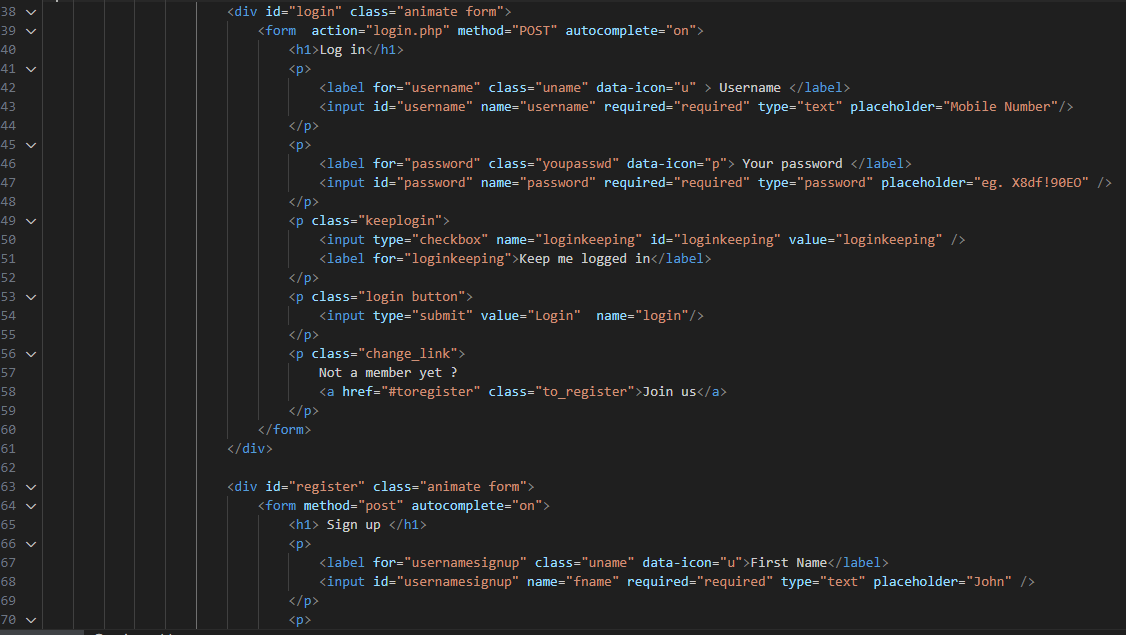 38 <div id="login" class="animate form">
39 <form  action="login.php" method="POST" autocomplete="on">
40 <h1>Log in</h1>
41 <p>
42 <label for="username" class="uname" data-icon="u" > Username </label>
43 <input id="username" name="username" required="required" type="text" placeholder="Mobile Number"/>
44 </p>
45 <p>
46 <label for="password" class="youpasswd" data-icon="p"> Your password </label>
47 <input id="password" name="password" required="required" type="password" placeholder="eg. X8df!90EO" />
48 </p>
49 <p class="keeplogin">
50 <input type="checkbox" name="loginkeeping" id="loginkeeping" value="loginkeeping" />
51 <label for="loginkeeping">Keep me logged in</label>
52 </p>
53 <p class="login button">
54 <input type="submit" value="Login"  name="login"/>
55 </p>
56 <p class="change_link">
57 Not a member yet ?
58 <a href="#toregister" class="to_register">Join us</a>
59 </p>
60 </form>
61 </div>
62
63 <div id="register" class="animate form">
64 <form method="post" autocomplete="on">
65 <h1> Sign up </h1>
66 <p>
67 <label for="usernamesignup" class="uname" data-icon="u">First Name</label>
68 <input id="usernamesignup" name="fname" required="required" type="text" placeholder="John" />
69 </p>
70 <p>